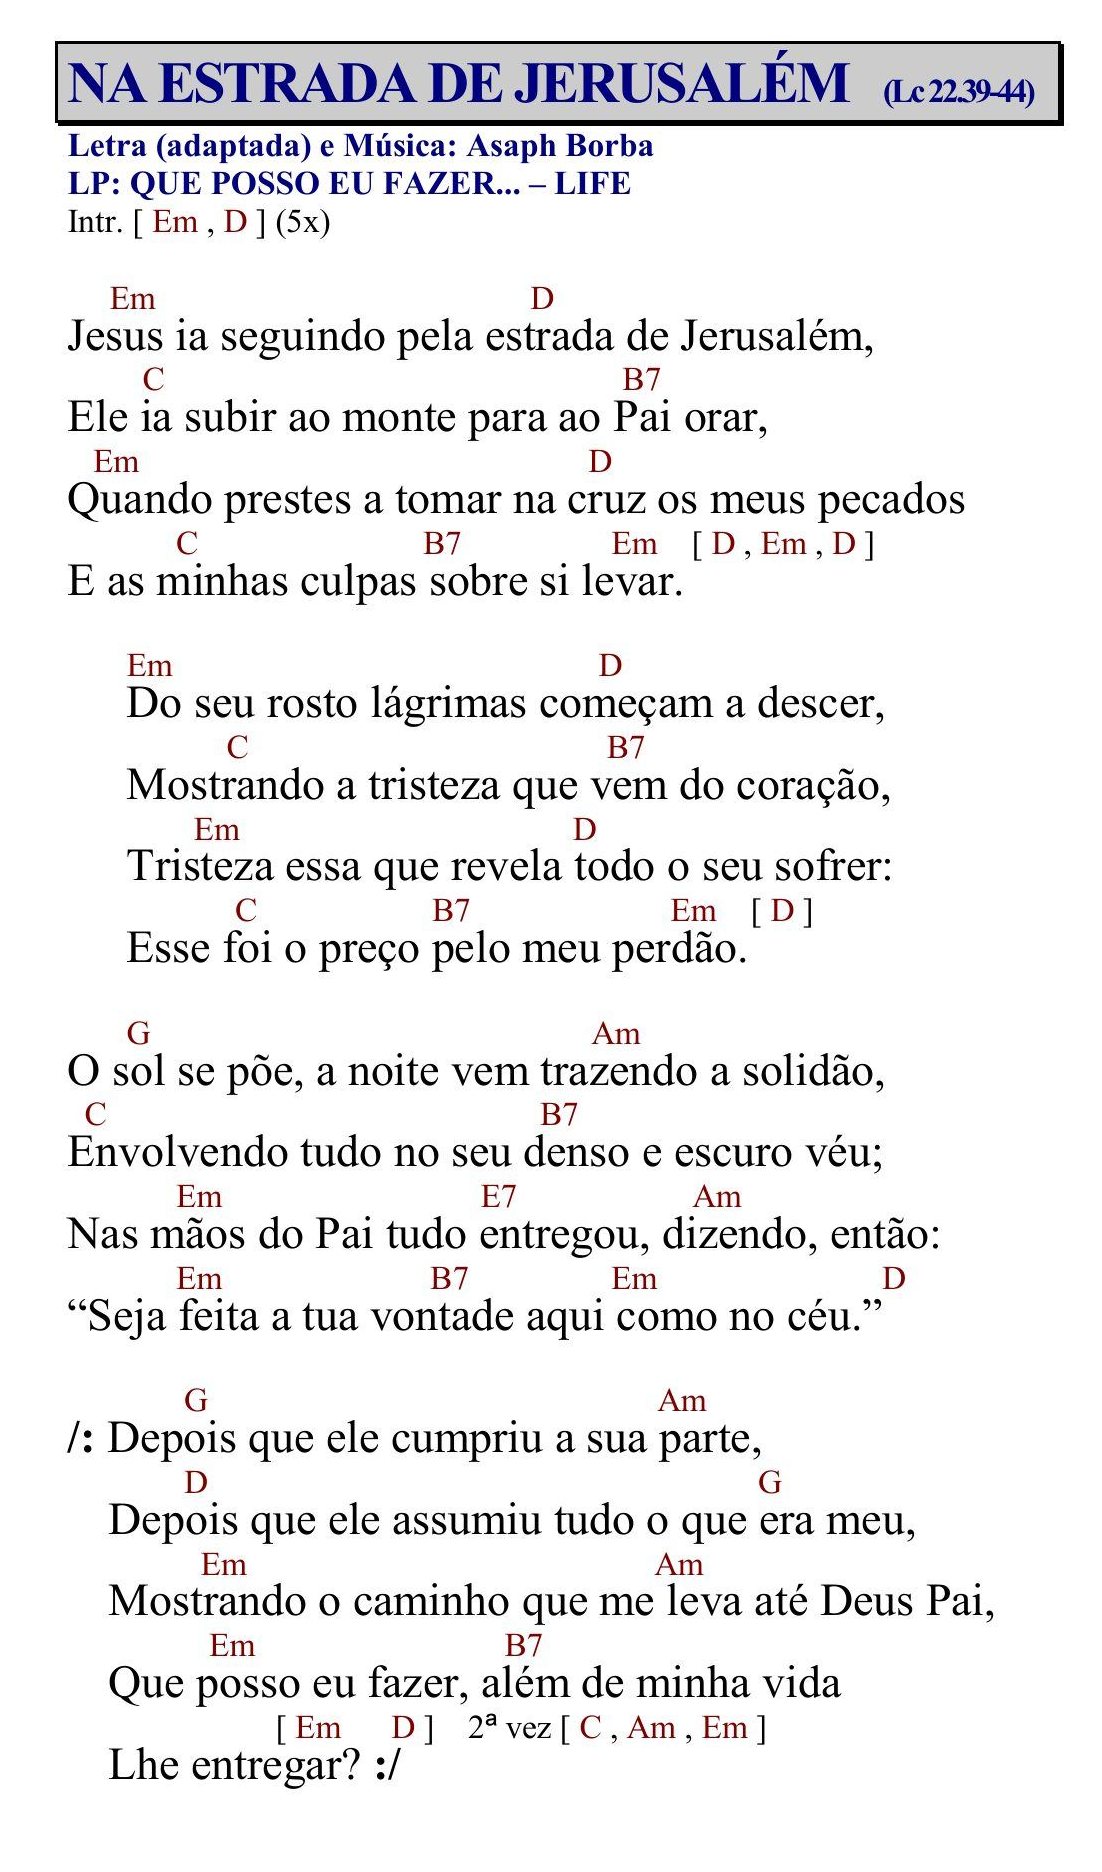 NA ESTRADA DE JERUSALÉM (Lc 22.39-44)
Letra (adaptada) e Música: Asaph Borba
LP: QUE POSSO EU FAZER... – LIFE
Intr. [ Em , D ] (5x)
Em D
Jesus ia seguindo pela estrada de Jerusalém,
C B7
Ele ia subir ao monte para ao Pai orar,
Em D
Quando prestes a tomar na cruz os meus pecados
C B7 Em [ D , Em , D ]
E as minhas culpas sobre si levar.
Em D
Do seu rosto lágrimas começam a descer,
C B7
Mostrando a tristeza que vem do coração,
Em D
Tristeza essa que revela todo o seu sofrer:
C B7 Em [ D ]
Esse foi o preço pelo meu perdão.
G Am
O sol se põe, a noite vem trazendo a solidão,
C B7
Envolvendo tudo no seu denso e escuro véu;
Em E7 Am
Nas mãos do Pai tudo entregou, dizendo, então:
Em B7 Em D
“Seja feita a tua vontade aqui como no céu.”
G Am
/: Depois que ele cumpriu a sua parte,
D G
Depois que ele assumiu tudo o que era meu,
Em Am
Mostrando o caminho que me leva até Deus Pai,
Em B7
Que posso eu fazer, além de minha vida
[ Em D ] 2ª vez [ C , Am , Em ]
Lhe entregar? :/